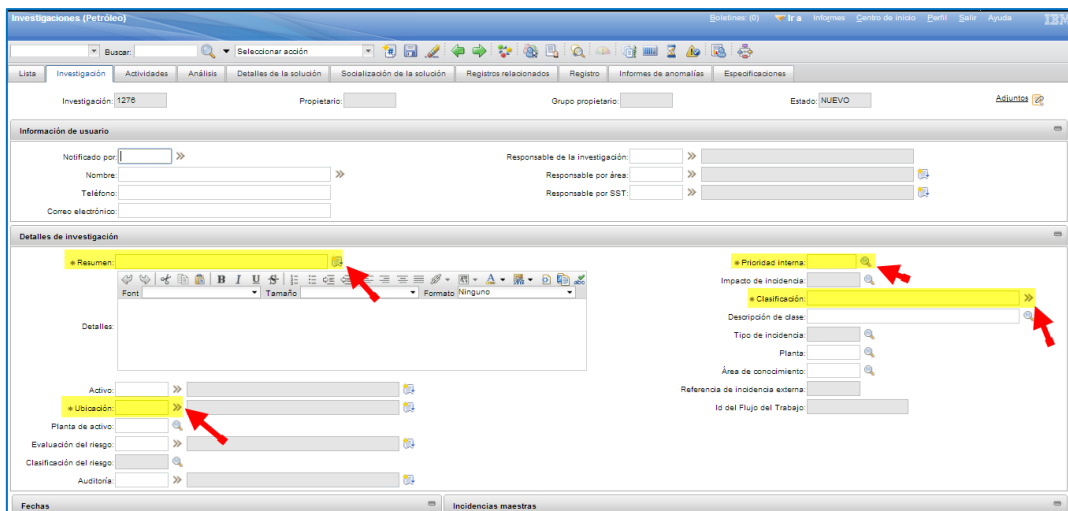 Investigaciones (Petróleo) Boletines: (0) Ir a Informes Centro de inicio Perfil Salir Ayuda IBM
Buscar: Seleccionar acción
Lista Investigación Actividades Análisis Detalles de la solución Socialización de la solución Registros relacionados Registro Informes de anomalías Especificaciones
Investigación: 1276 Propietario: Grupo propietario: Estado: NUEVO Adjuntos
Información de usuario
Notificado por: Responsable de la investigación:
Nombre: Responsable por área:
Teléfono: Responsable por SST:
Correo electrónico:
Detalles de investigación
* Resumen: * Prioridad interna:
B I U S Impacto de incidencia:
Font Tamaño Formato Ninguno * Clasificación:
Descripción de clase:
Detalles: Tipo de incidencia:
Planta:
Área de conocimiento:
Activo: Referencia de incidencia externa:
* Ubicación: Id del Flujo del Trabajo:
Planta de activo:
Evaluación del riesgo:
Clasificación del riesgo:
Auditoría:
Fechas Incidencias maestras